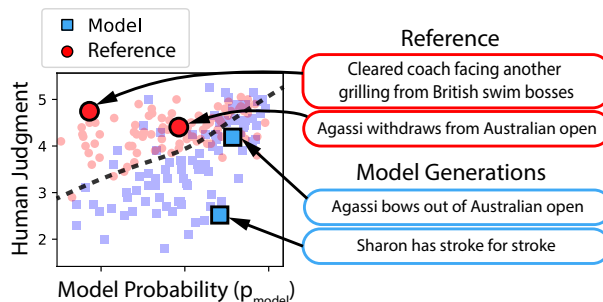 Model
Reference
Reference
Cleared coach facing another
grilling from British swim bosses
Agassi withdraws from Australian open
Model Generations
Agassi bows out of Australian open
Sharon has stroke for stroke
Human Judgment
5
4
3
2
Model Probability (p_model)